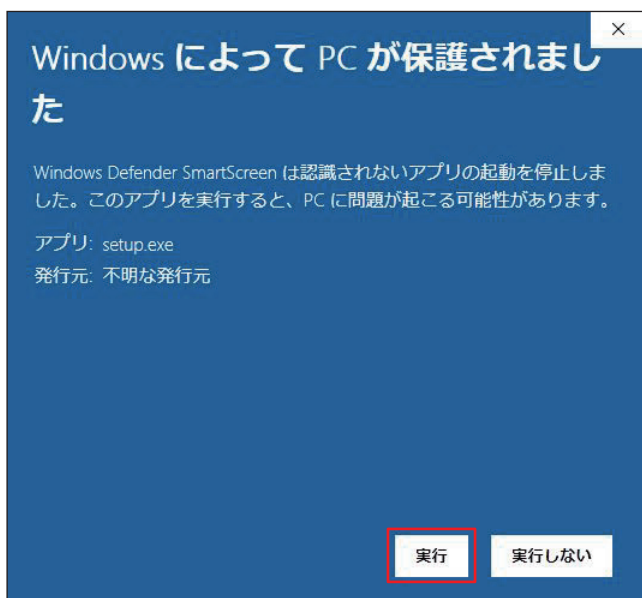 Windows によって PC が保護されまし
た
Windows Defender SmartScreen は認識されないアプリの起動を停止しま
した。このアプリを実行すると、PC に問題が起こる可能性があります。
アプリ: setup.exe
発行元: 不明な発行元
実行 実行しない